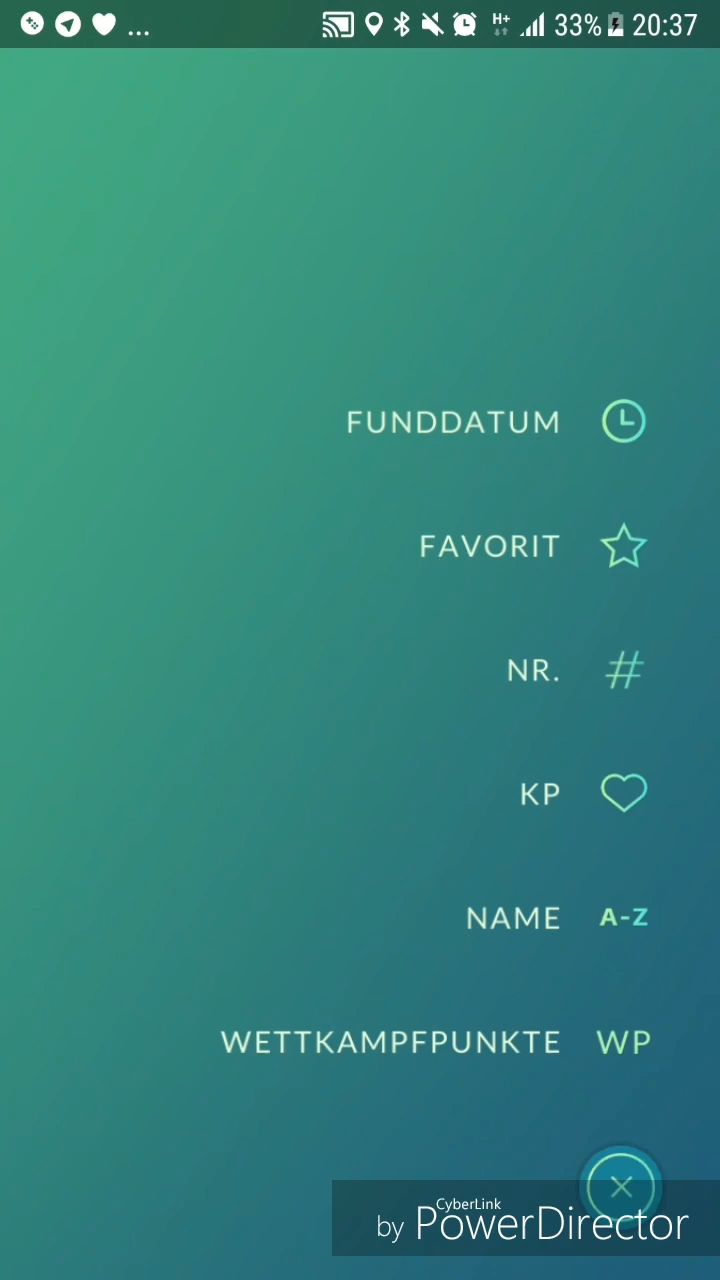 ... H+ 33% 20:37
FUNDDATUM
FAVORIT
NR. #
KP
NAME A-Z
WETTKAMPFPUNKTE WP
CyberLink
by PowerDirector